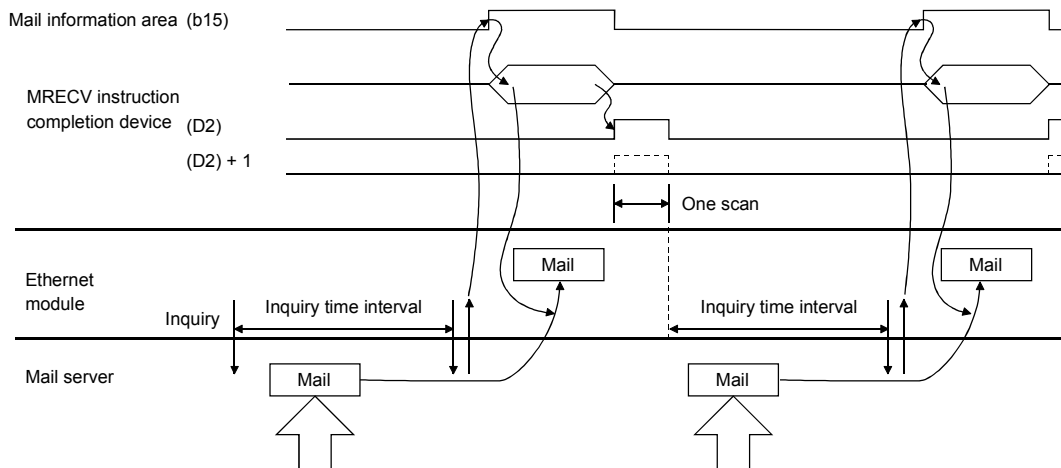 Mail information area (b15)
MRECV instruction
completion device
(D2)
(D2) + 1
One scan
Ethernet
module
Mail
Mail
Inquiry
Inquiry time interval
Inquiry time interval
Mail server
Mail
Mail